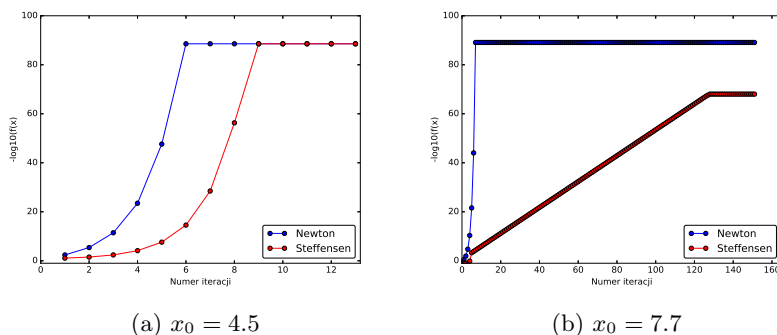 100
80
60
40
20
0
-log10(f(x)
0 2 4 6 8 10 12
Numer iteracji
Newton
Steffensen
(a) x₀ = 4.5
100
80
60
40
20
0
-log10(f(x)
0 20 40 60 80 100 120 140 160
Numer iteracji
Newton
Steffensen
(b) x₀ = 7.7